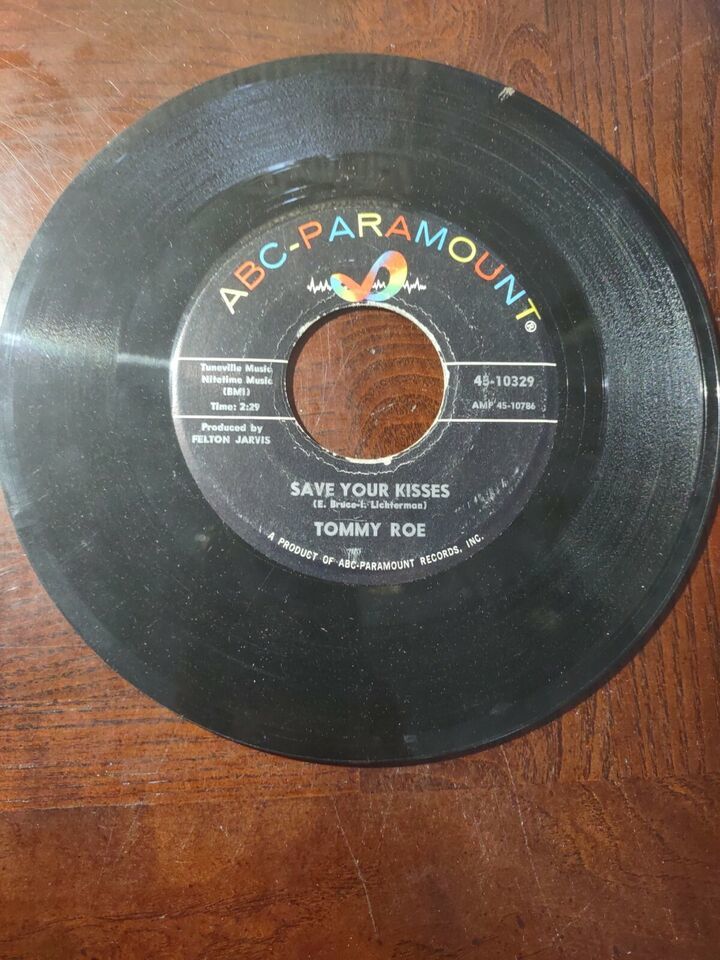 ABC-PARAMOUNT®
Tuneville Music
Nitetime Music
(BMI)
Time: 2:29
Produced by
FELTON JARVIS
45-10329
AMP 45-10786
SAVE YOUR KISSES
(E. Bruce-I. Lichterman)
TOMMY ROE
A PRODUCT OF ABC-PARAMOUNT RECORDS, INC.